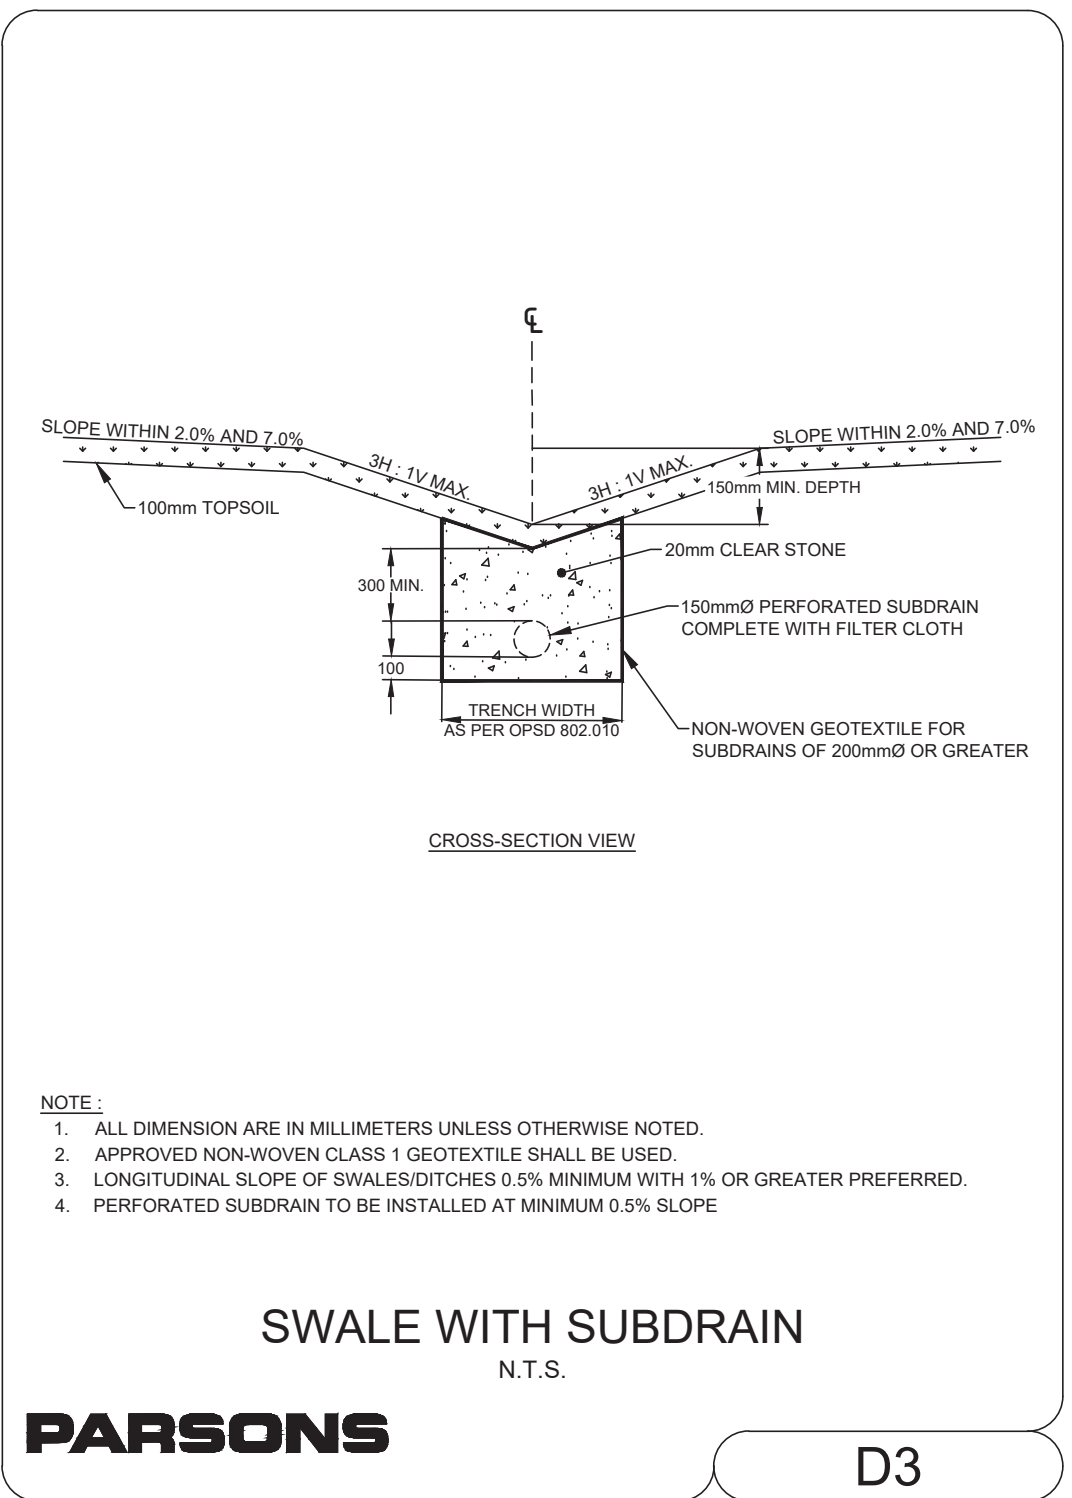 ℄
SLOPE WITHIN 2.0% AND 7.0%
SLOPE WITHIN 2.0% AND 7.0%
3H : 1V MAX.
3H : 1V MAX.
150mm MIN. DEPTH
100mm TOPSOIL
20mm CLEAR STONE
300 MIN.
150mmØ PERFORATED SUBDRAIN
COMPLETE WITH FILTER CLOTH
100
TRENCH WIDTH
AS PER OPSD 802.010
NON-WOVEN GEOTEXTILE FOR
SUBDRAINS OF 200mmØ OR GREATER
CROSS-SECTION VIEW
NOTE :
1. ALL DIMENSION ARE IN MILLIMETERS UNLESS OTHERWISE NOTED.
2. APPROVED NON-WOVEN CLASS 1 GEOTEXTILE SHALL BE USED.
3. LONGITUDINAL SLOPE OF SWALES/DITCHES 0.5% MINIMUM WITH 1% OR GREATER PREFERRED.
4. PERFORATED SUBDRAIN TO BE INSTALLED AT MINIMUM 0.5% SLOPE
SWALE WITH SUBDRAIN
N.T.S.
PARSONS
D3